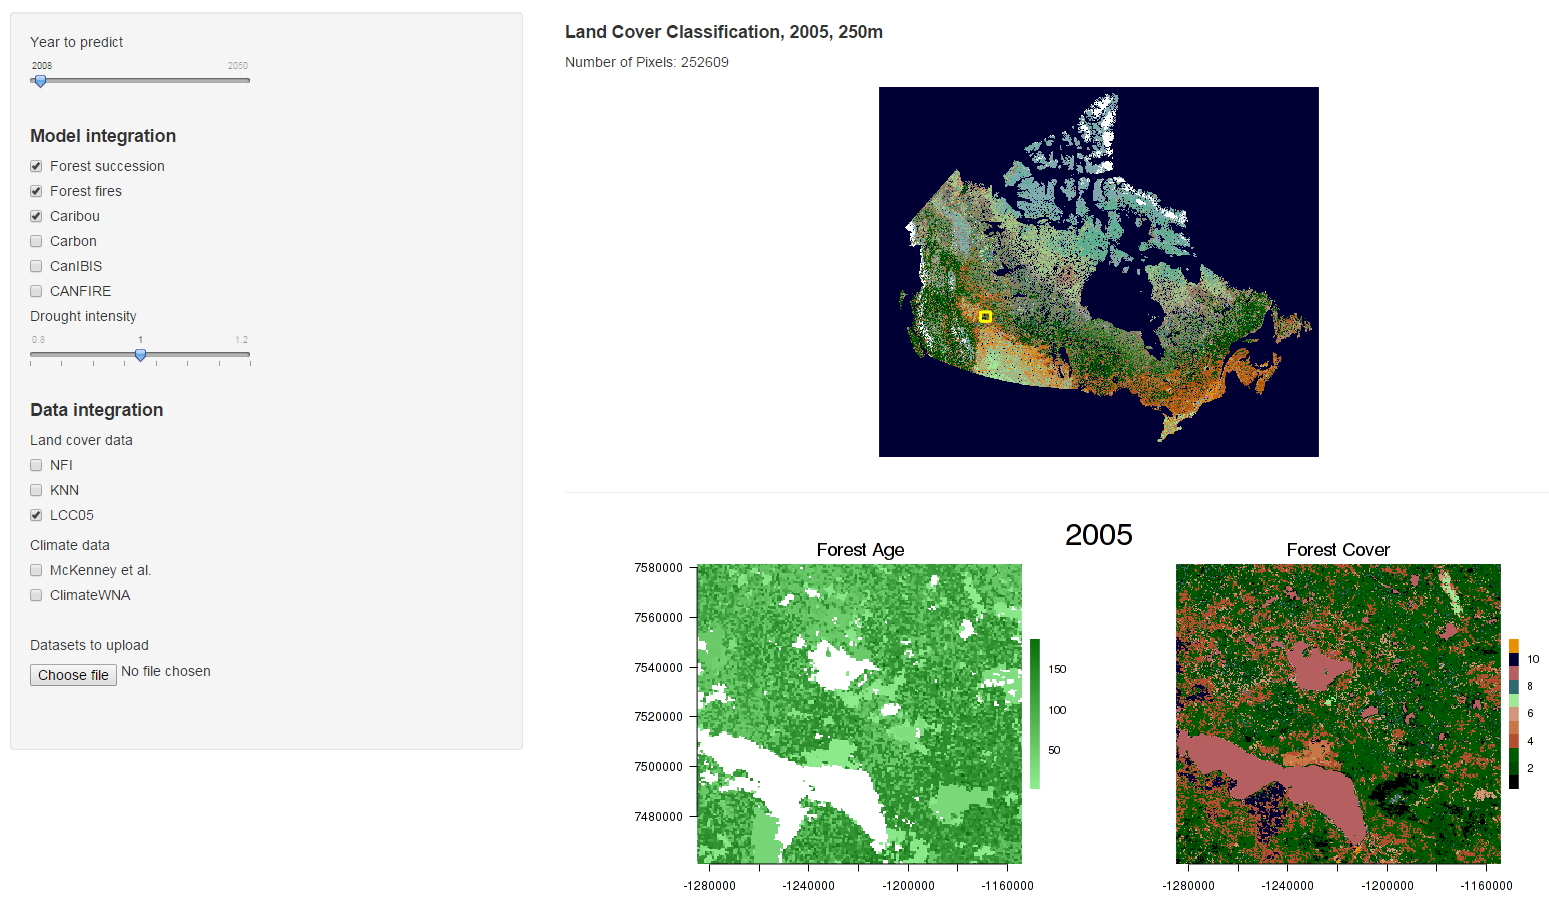 Year to predict
2008 2050
Model integration
Forest succession
Forest fires
Caribou
Carbon
CanIBIS
CANFIRE
Drought intensity
0.8 1 1.2
Data integration
Land cover data
NFI
KNN
LCC05
Climate data
McKenney et al.
ClimateWNA
Datasets to upload
Choose file No file chosen
Land Cover Classification, 2005, 250m
Number of Pixels: 252609
2005
Forest Age
7580000
7560000
7540000
7520000
7500000
7480000
-1280000 -1240000 -1200000 -1160000
150
100
50
Forest Cover
-1280000 -1240000 -1200000 -1160000
10
8
6
4
2